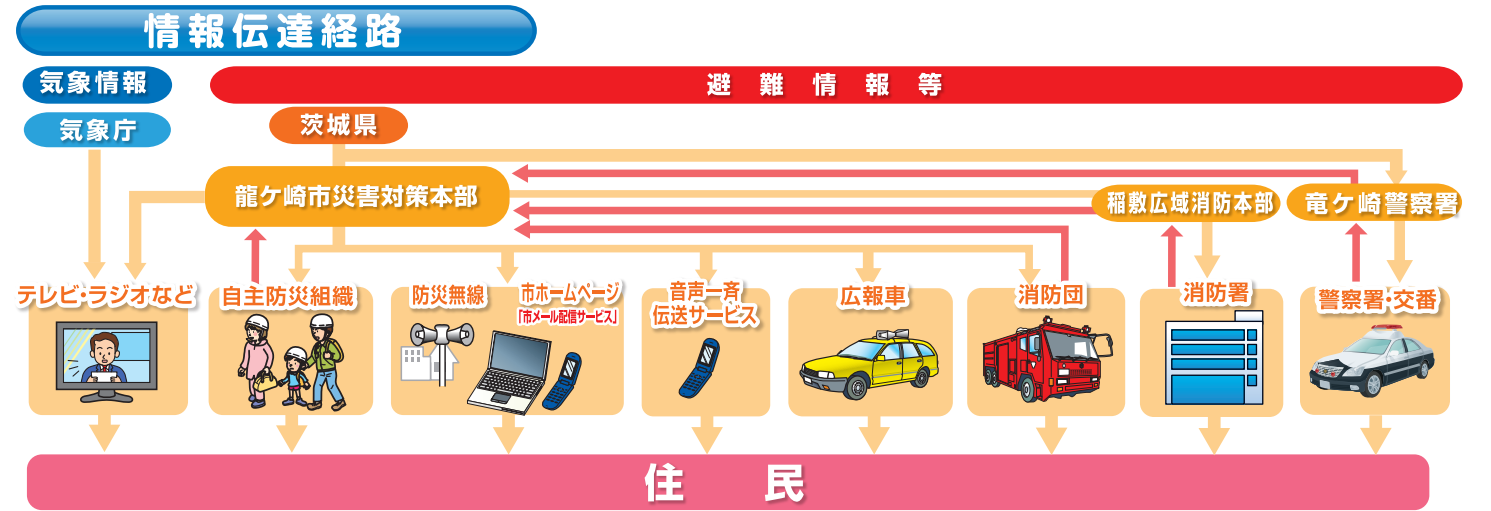 情報伝達経路
気象情報
避難情報等
気象庁
茨城県
龍ケ崎市災害対策本部
稲敷広域消防本部
竜ケ崎警察署
テレビ・ラジオなど
自主防災組織
防災無線
市ホームページ
「市メール配信サービス」
音声一斉
伝送サービス
広報車
消防団
消防署
警察署・交番
住民